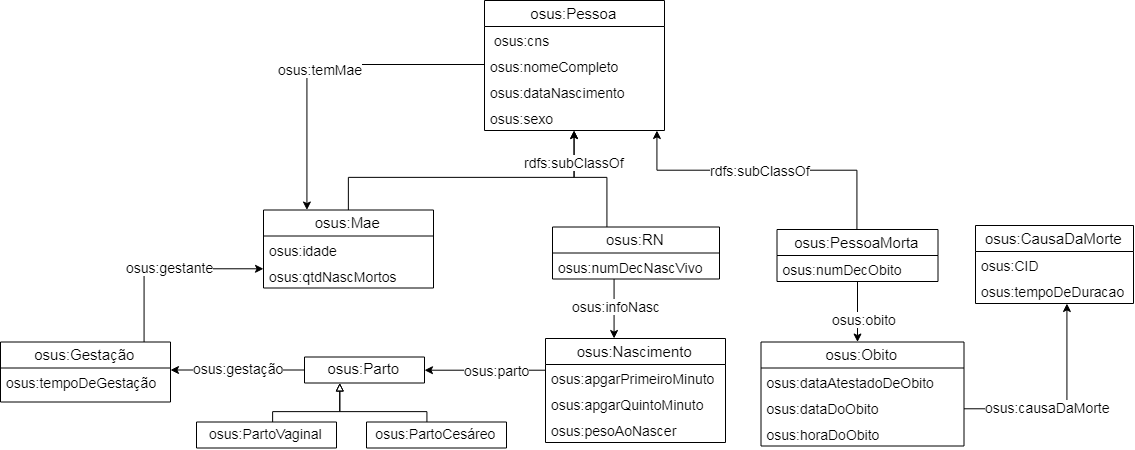 osus:Pessoa
osus:cns
osus:nomeCompleto
osus:dataNascimento
osus:sexo
osus:temMae
rdfs:subClassOf
rdfs:subClassOf
osus:Mae
osus:idade
osus:qtdNascMortos
osus:RN
osus:numDecNascVivo
osus:PessoaMorta
osus:numDecObito
osus:CausaDaMorte
osus:CID
osus:tempoDeDuracao
osus:gestante
osus:infoNasc
osus:obito
osus:Gestação
osus:tempoDeGestação
osus:gestação
osus:Parto
osus:parto
osus:Nascimento
osus:apgarPrimeiroMinuto
osus:apgarQuintoMinuto
osus:pesoAoNascer
osus:Obito
osus:dataAtestadoDeObito
osus:dataDoObito
osus:horaDoObito
osus:causaDaMorte
osus:PartoVaginal
osus:PartoCesáreo